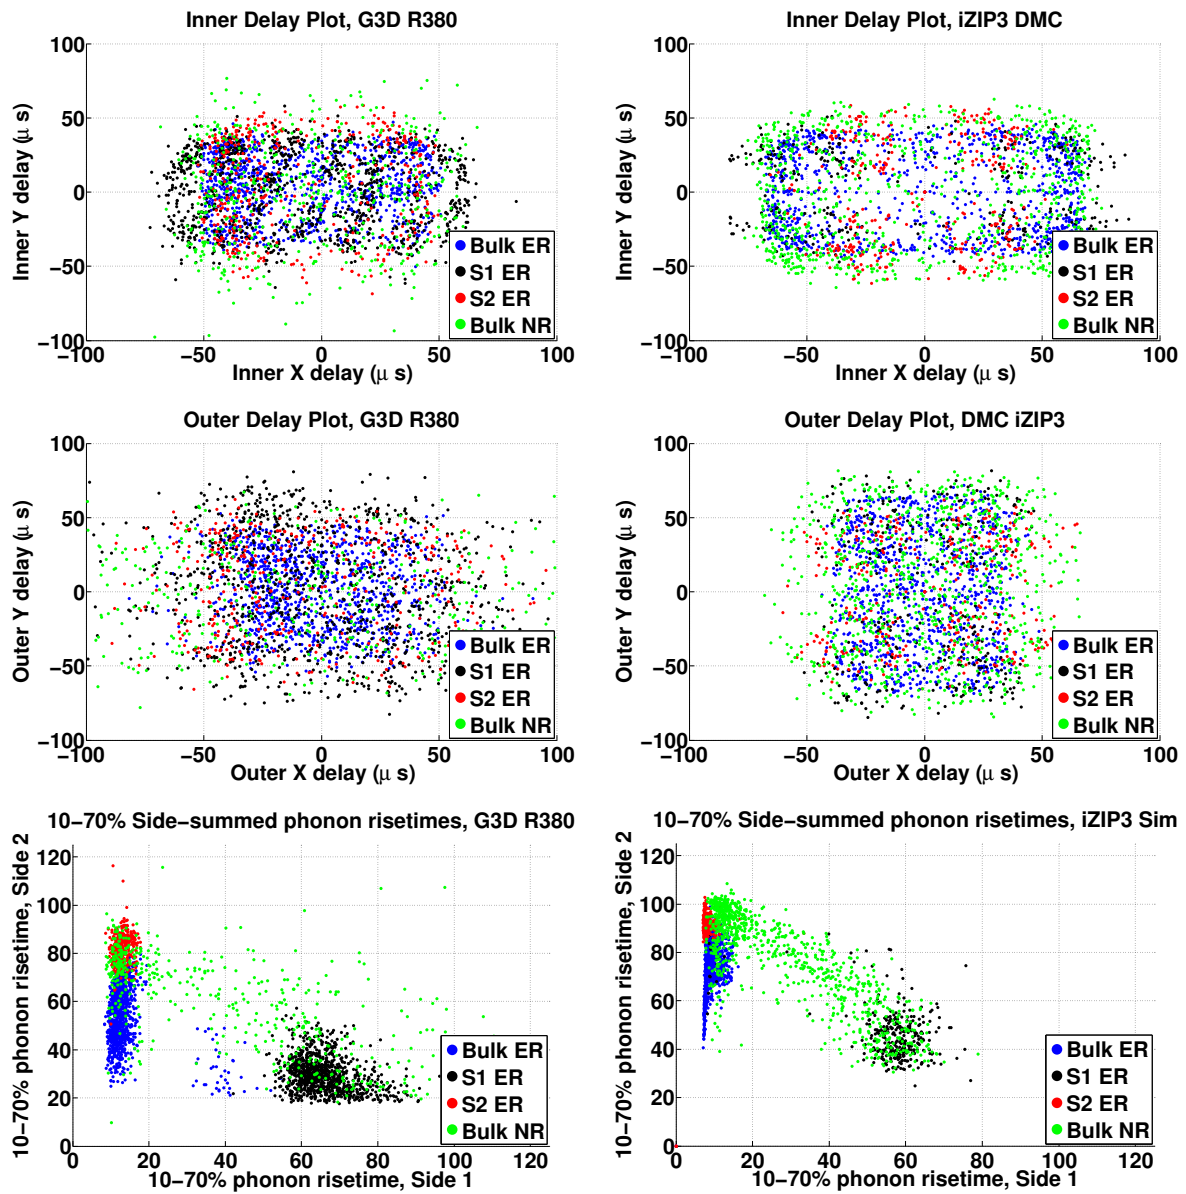 Inner Delay Plot, G3D R380
100
50
0
−50
−100
Inner Y delay (μ s)
−100 −50 0 50 100
Inner X delay (μ s)
Bulk ER
S1 ER
S2 ER
Bulk NR
Inner Delay Plot, iZIP3 DMC
100
50
0
−50
−100
Inner Y delay (μ s)
−100 −50 0 50 100
Inner X delay (μ s)
Bulk ER
S1 ER
S2 ER
Bulk NR
Outer Delay Plot, G3D R380
100
50
0
−50
−100
Outer Y delay (μ s)
−100 −50 0 50 100
Outer X delay (μ s)
Bulk ER
S1 ER
S2 ER
Bulk NR
Outer Delay Plot, DMC iZIP3
100
50
0
−50
−100
Outer Y delay (μ s)
−100 −50 0 50 100
Outer X delay (μ s)
Bulk ER
S1 ER
S2 ER
Bulk NR
10−70% Side−summed phonon risetimes, G3D R380
120
100
80
60
40
20
0
10−70% phonon risetime, Side 2
0 20 40 60 80 100 120
10−70% phonon risetime, Side 1
Bulk ER
S1 ER
S2 ER
Bulk NR
10−70% Side−summed phonon risetimes, iZIP3 Sim
120
100
80
60
40
20
0
10−70% phonon risetime, Side 2
0 20 40 60 80 100 120
10−70% phonon risetime, Side 1
Bulk ER
S1 ER
S2 ER
Bulk NR